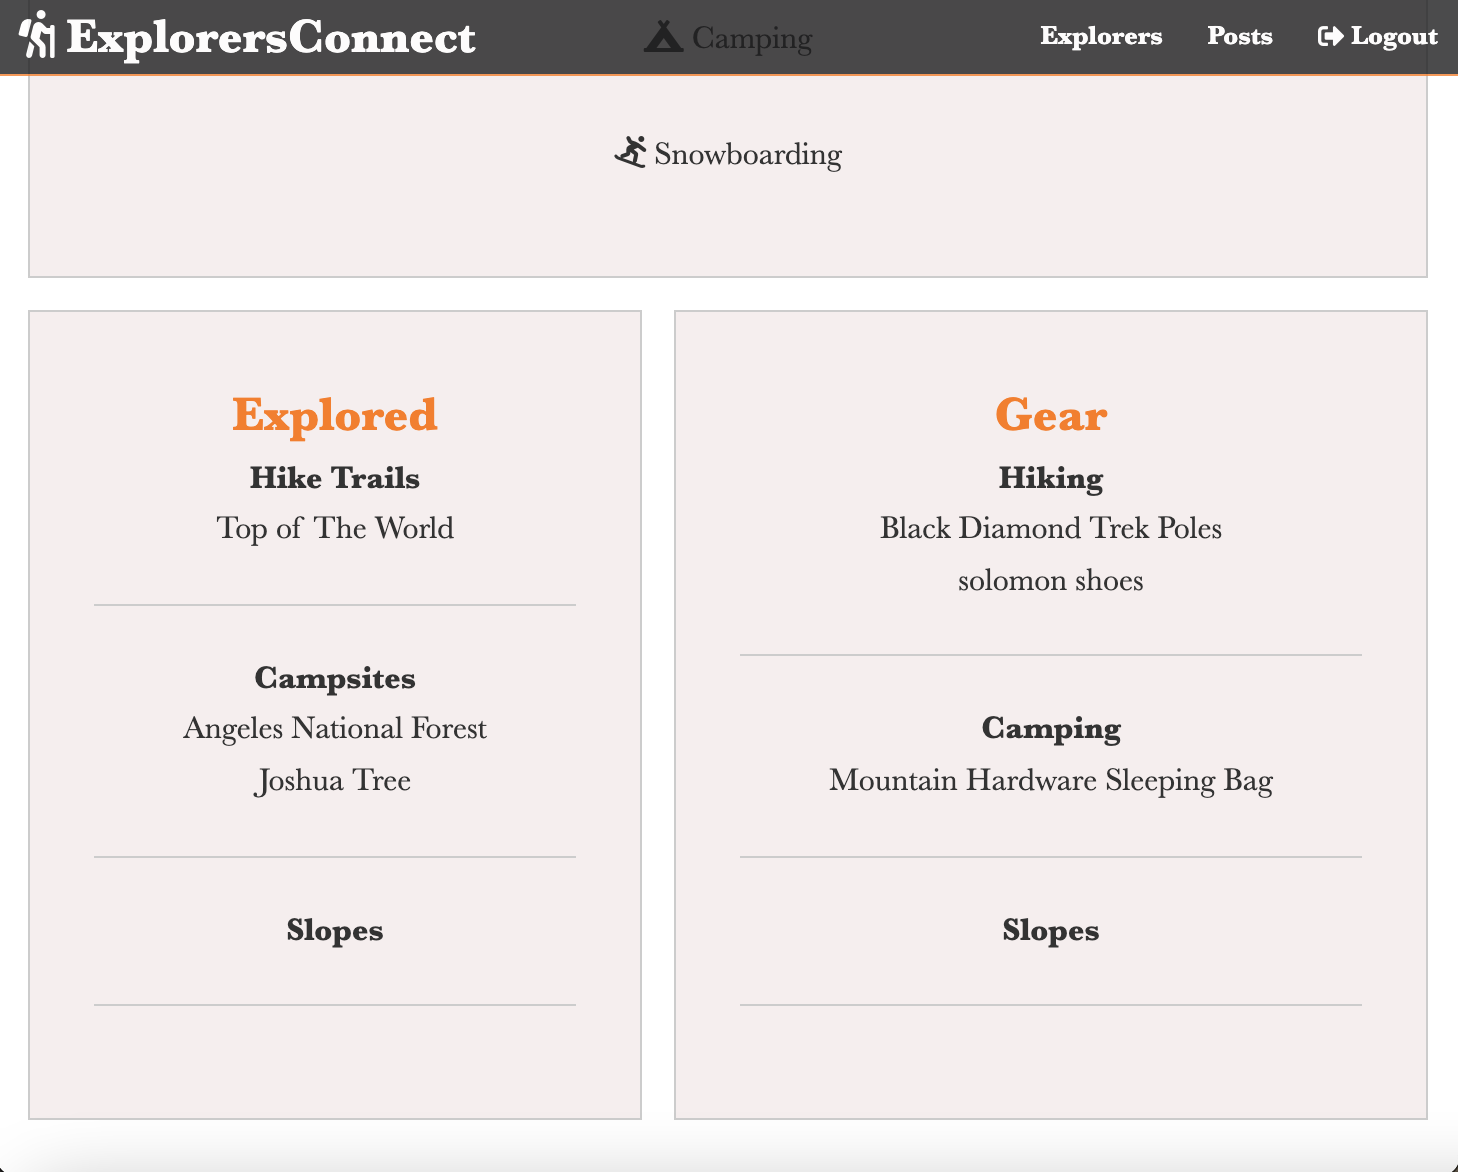 ExplorersConnect
Camping
Explorers
Posts
Logout
Snowboarding
Explored
Hike Trails
Top of The World
Campsites
Angeles National Forest
Joshua Tree
Slopes
Gear
Hiking
Black Diamond Trek Poles
solomon shoes
Camping
Mountain Hardware Sleeping Bag
Slopes